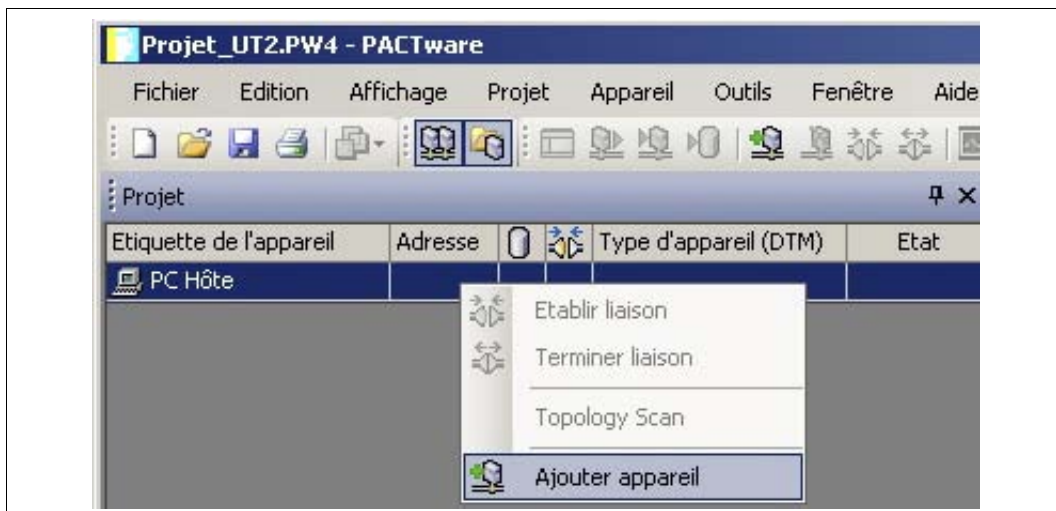 Projet_UT2.PW4 - PACTware
Fichier Edition Affichage Projet Appareil Outils Fenêtre Aide
Projet
Etiquette de l'appareil Adresse Type d'appareil (DTM) Etat
PC Hôte
Etablir liaison
Terminer liaison
Topology Scan
Ajouter appareil